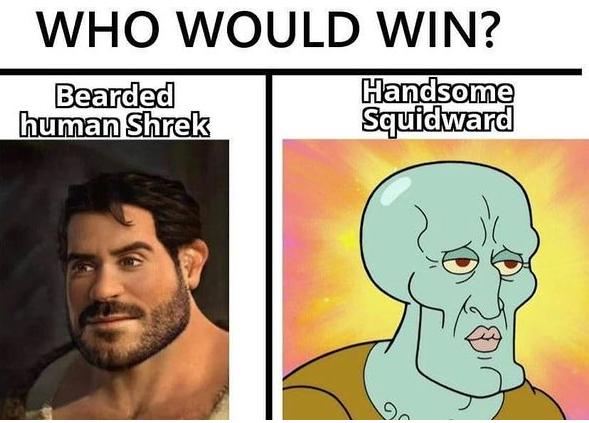 WHO WOULD WIN?
Bearded
human Shrek
Handsome
Squidward